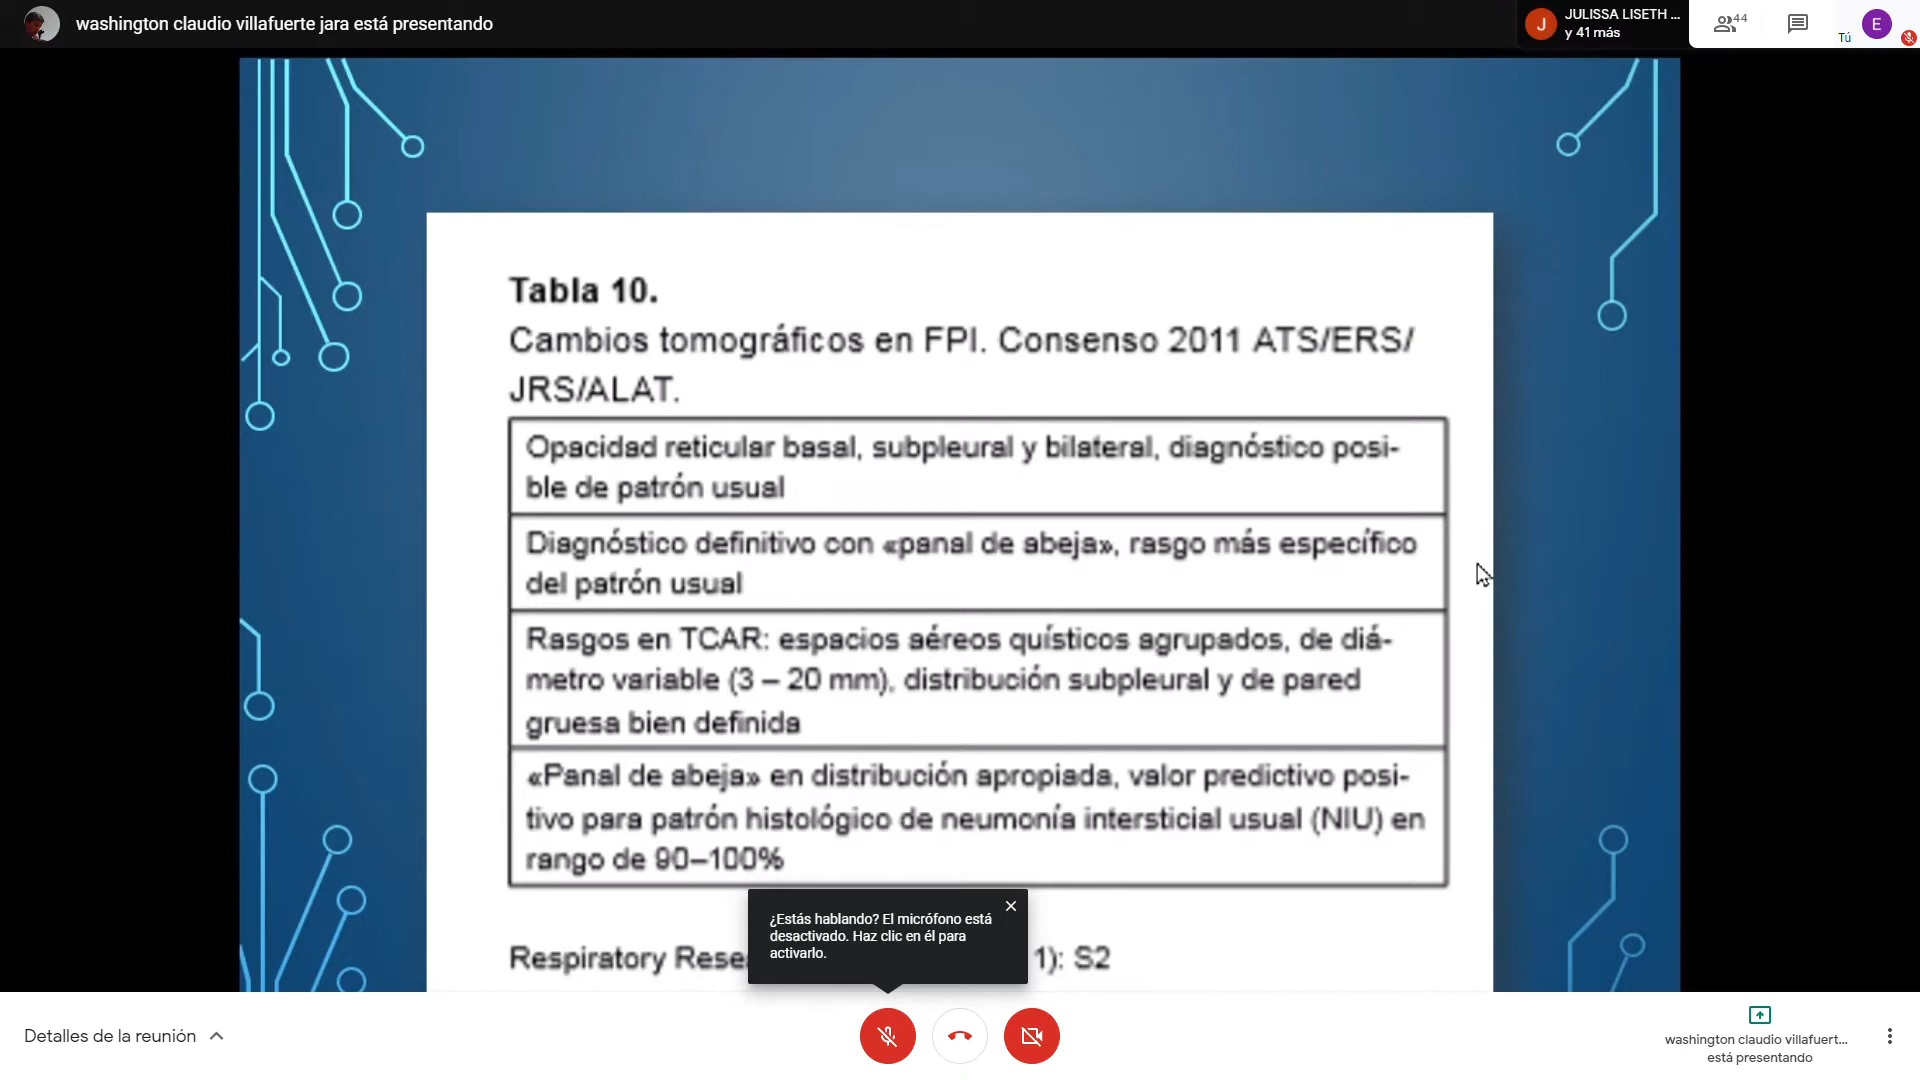 washington claudio villafuerte jara está presentando
JULISSA LISETH ...
y 41 más
44
J
Tú
E
Tabla 10.
Cambios tomográficos en FPI. Consenso 2011 ATS/ERS/
JRS/ALAT.
Opacidad reticular basal, subpleural y bilateral, diagnóstico posi-
ble de patrón usual
Diagnóstico definitivo con «panal de abeja», rasgo más específico
del patrón usual
Rasgos en TCAR: espacios aéreos quísticos agrupados, de diá-
metro variable (3 – 20 mm), distribución subpleural y de pared
gruesa bien definida
«Panal de abeja» en distribución apropiada, valor predictivo posi-
tivo para patrón histológico de neumonía intersticial usual (NIU) en
rango de 90–100%
¿Estás hablando? El micrófono está
desactivado. Haz clic en él para
activarlo.
Respiratory 1): S2
Detalles de la reunión
washington claudio villafuert...
está presentando